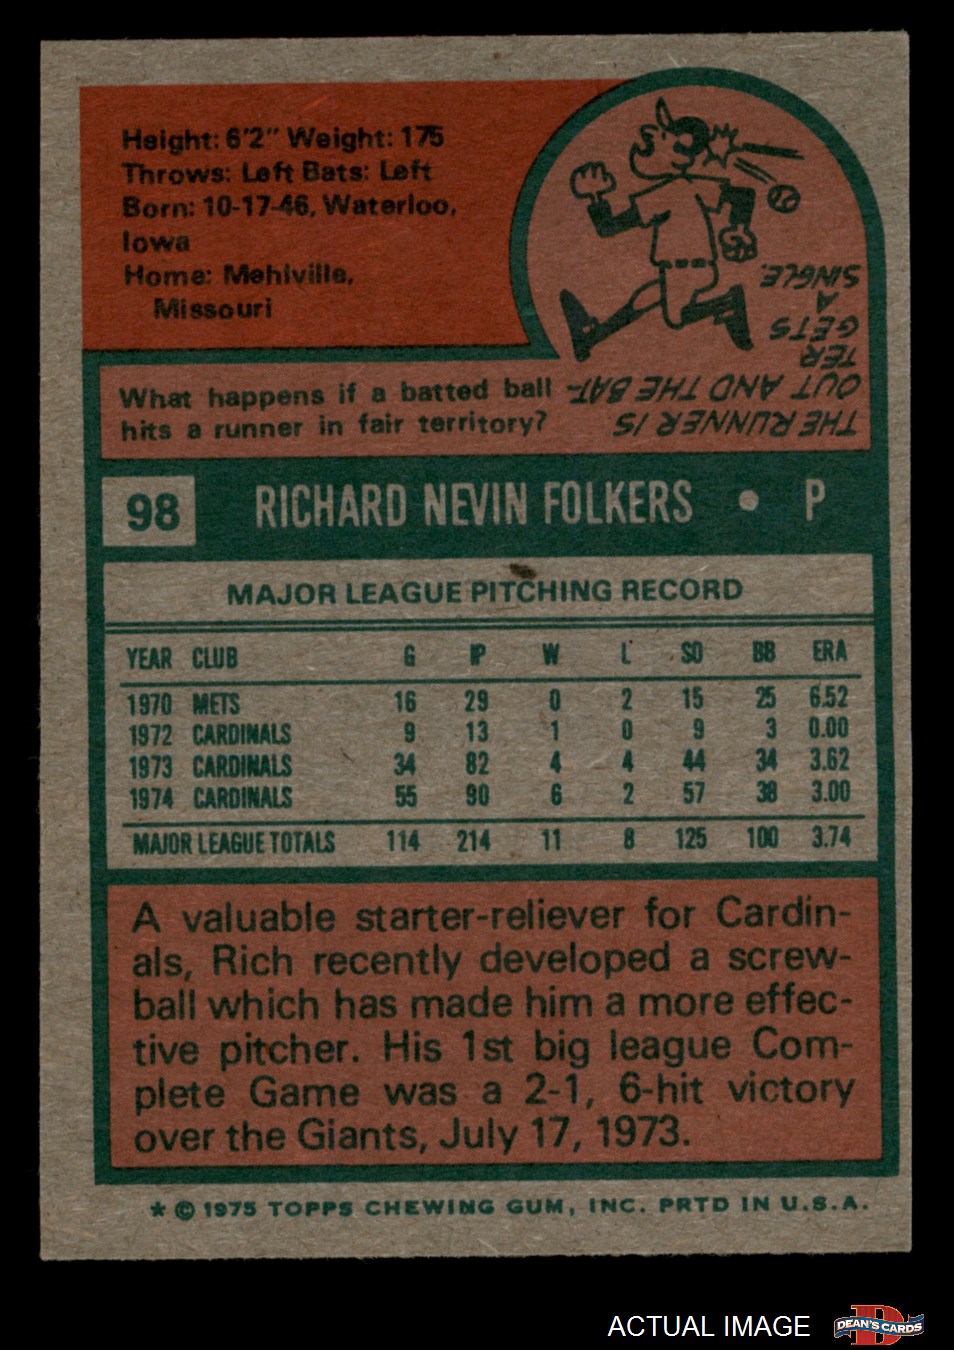 Height: 6'2" Weight: 175
Throws: Left Bats: Left
Born: 10-17-46, Waterloo,
Iowa
Home: Mehlville,
Missouri
What happens if a batted ball
hits a runner in fair territory?
THE RUNNER IS
OUT AND THE BAT-
TER
GETS
A
SINGLE.
98 RICHARD NEVIN FOLKERS • P
MAJOR LEAGUE PITCHING RECORD
YEAR CLUB G IP W L SO BB ERA
1970 METS 16 29 0 2 15 25 6.52
1972 CARDINALS 9 13 1 0 9 3 0.00
1973 CARDINALS 34 82 4 4 44 34 3.62
1974 CARDINALS 55 90 6 2 57 38 3.00
MAJOR LEAGUE TOTALS 114 214 11 8 125 100 3.74
A valuable starter-reliever for Cardin-
als, Rich recently developed a screw-
ball which has made him a more effec-
tive pitcher. His 1st big league Com-
plete Game was a 2-1, 6-hit victory
over the Giants, July 17, 1973.
* © 1975 TOPPS CHEWING GUM, INC. PRTD IN U.S.A.
ACTUAL IMAGE
DEAN'S CARDS